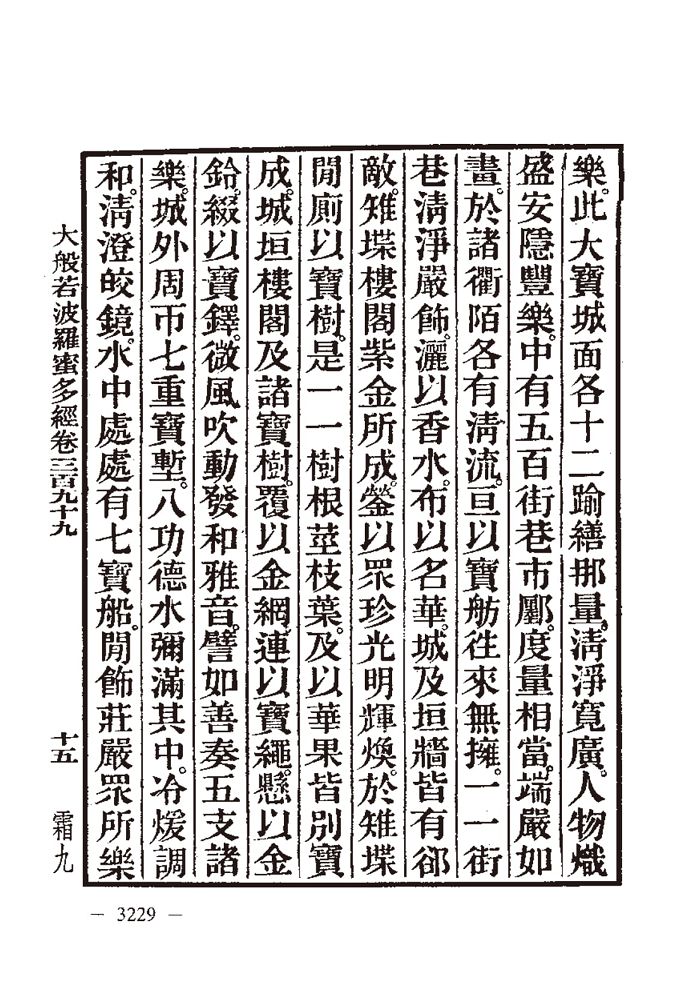 樂。此大寶城面各十二踰繕那量。清淨寬廣。人物熾
盛安隱豐樂。中有五百街巷市鄽。度量相當。端嚴如
畫。於諸衢陌各有清流。亘以寶舫往來無擁。一一街
巷清淨嚴飾。灑以香水。布以名華。城及垣牆皆有卻
敵。雉堞樓閣紫金所成。鎣以眾珍光明輝煥。於雉堞
閒廁以寶樹。是一一樹根莖枝葉。及以華果皆別寶
成。城垣樓閣及諸寶樹。覆以金網。連以寶繩。懸以金
鈴。綴以寶鐸。微風吹動發和雅音。譬如善奏五支諸
樂。城外周帀七重寶塹。八功德水彌滿其中。冷煖調
和。清澄皎鏡。水中處處有七寶船。閒飾莊嚴眾所樂
大般若波羅蜜多經卷三百九十九 十五 霜九
— 3229 —